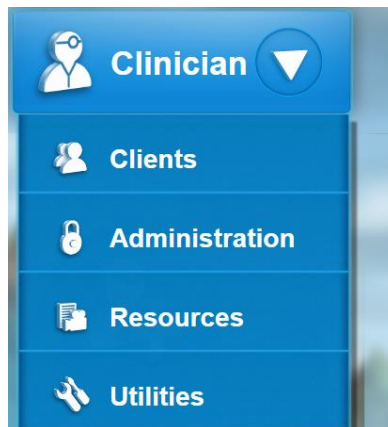 Clinician
Clients
Administration
Resources
Utilities